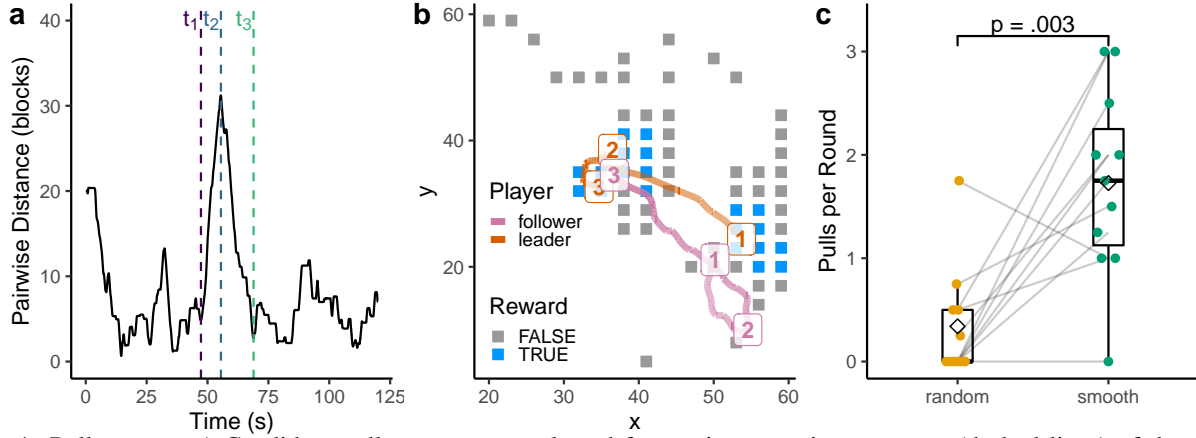 a
t1
t2
t3
40
30
20
10
0
Pairwise Distance (blocks)
0
25
50
75
100
125
Time (s)
b
60
40
20
y
20
30
40
50
60
x
Player
follower
leader
Reward
FALSE
TRUE
2
3
3
1
1
2
c
p = .003
3
2
1
0
Pulls per Round
random
smooth